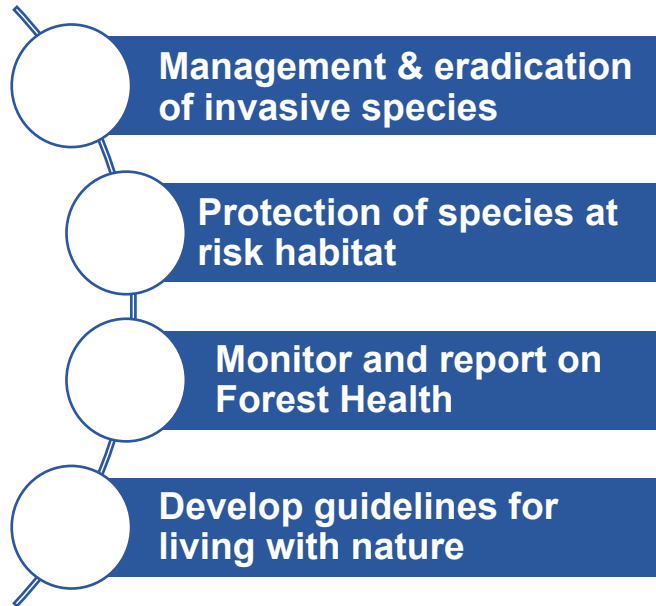 Management & eradication
of invasive species
Protection of species at
risk habitat
Monitor and report on
Forest Health
Develop guidelines for
living with nature